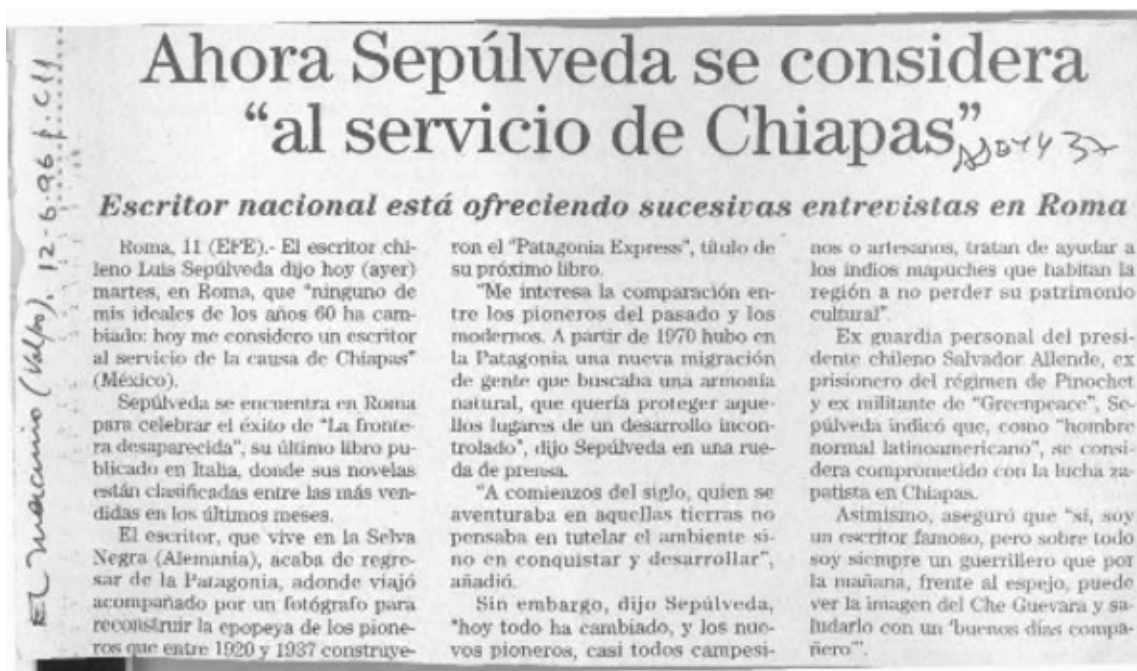 Ahora Sepúlveda se considera
"al servicio de Chiapas"
Escritor nacional está ofreciendo sucesivas entrevistas en Roma
Roma, 11 (EFE).- El escritor chi-
leno Luis Sepúlveda dijo hoy (ayer)
martes, en Roma, que "ninguno de
mis ideales de los años 60 ha cam-
biado: hoy me considero un escritor
al servicio de la causa de Chiapas"
(México).
Sepúlveda se encuentra en Roma
para celebrar el éxito de "La fronte-
ra desaparecida", su último libro pu-
blicado en Italia, donde sus novelas
están clasificadas entre las más ven-
didas en los últimos meses.
El escritor, que vive en la Selva
Negra (Alemania), acaba de regre-
sar de la Patagonia, adonde viajó
acompañado por un fotógrafo para
reconstruir la epopeya de los pione-
ros que entre 1920 y 1937 construye-
ron el "Patagonia Express", título de
su próximo libro.
"Me interesa la comparación en-
tre los pioneros del pasado y los
modernos. A partir de 1970 hubo en
la Patagonia una nueva migración
de gente que buscaba una armonía
natural, que quería proteger aque-
llos lugares de un desarrollo incon-
trolado", dijo Sepúlveda en una rue-
da de prensa.
"A comienzos del siglo, quien se
aventuraba en aquellas tierras no
pensaba en tutelar el ambiente si-
no en conquistar y desarrollar",
añadió.
Sin embargo, dijo Sepúlveda,
"hoy todo ha cambiado, y los nue-
vos pioneros, casi todos campesi-
nos o artesanos, tratan de ayudar a
los indios mapuches que habitan la
región a no perder su patrimonio
cultural".
Ex guardia personal del presi-
dente chileno Salvador Allende, ex
prisionero del régimen de Pinochet
y ex militante de "Greenpeace", Se-
púlveda indicó que, como "hombre
normal latinoamericano", se consi-
dera comprometido con la lucha za-
patista en Chiapas.
Asimismo, aseguró que "sí, soy
un escritor famoso, pero sobre todo
soy siempre un guerrillero que por
la mañana, frente al espejo, puede
ver la imagen del Che Guevara y sa-
ludarlo con un 'buenos días compa-
ñero'".
El Mercurio (Valpo), 12-6-96 p. C11